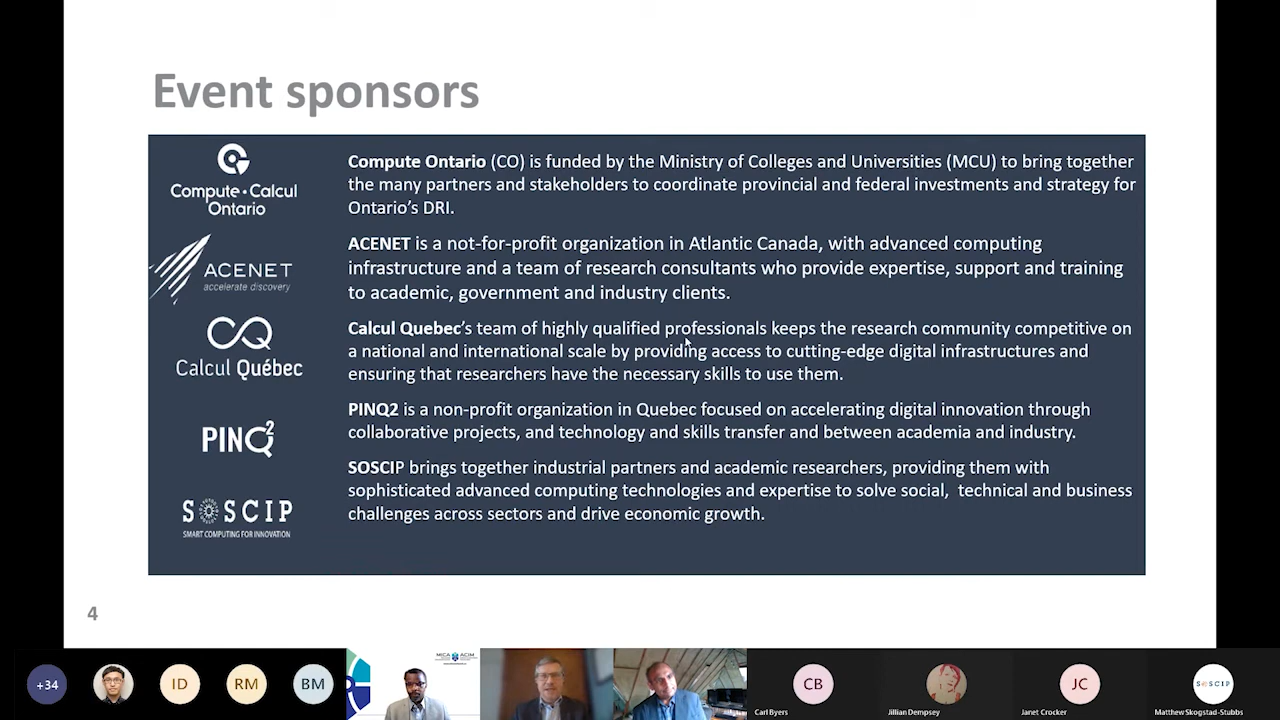 Event sponsors
Compute • Calcul
Ontario
Compute Ontario (CO) is funded by the Ministry of Colleges and Universities (MCU) to bring together
the many partners and stakeholders to coordinate provincial and federal investments and strategy for
Ontario's DRI.
ACENET
accelerate discovery
ACENET is a not-for-profit organization in Atlantic Canada, with advanced computing
infrastructure and a team of research consultants who provide expertise, support and training
to academic, government and industry clients.
Calcul Québec
Calcul Quebec's team of highly qualified professionals keeps the research community competitive on
a national and international scale by providing access to cutting-edge digital infrastructures and
ensuring that researchers have the necessary skills to use them.
PINQ2
PINQ2 is a non-profit organization in Quebec focused on accelerating digital innovation through
collaborative projects, and technology and skills transfer and between academia and industry.
SOSCIP
SMART COMPUTING FOR INNOVATION
SOSCIP brings together industrial partners and academic researchers, providing them with
sophisticated advanced computing technologies and expertise to solve social,  technical and business
challenges across sectors and drive economic growth.
4
+34
ID
RM
BM
MICA ACIM
CB
Carl Byers
Jillian Dempsey
JC
Janet Crocker
SOSCIP
Matthew Skogstad-Stubbs